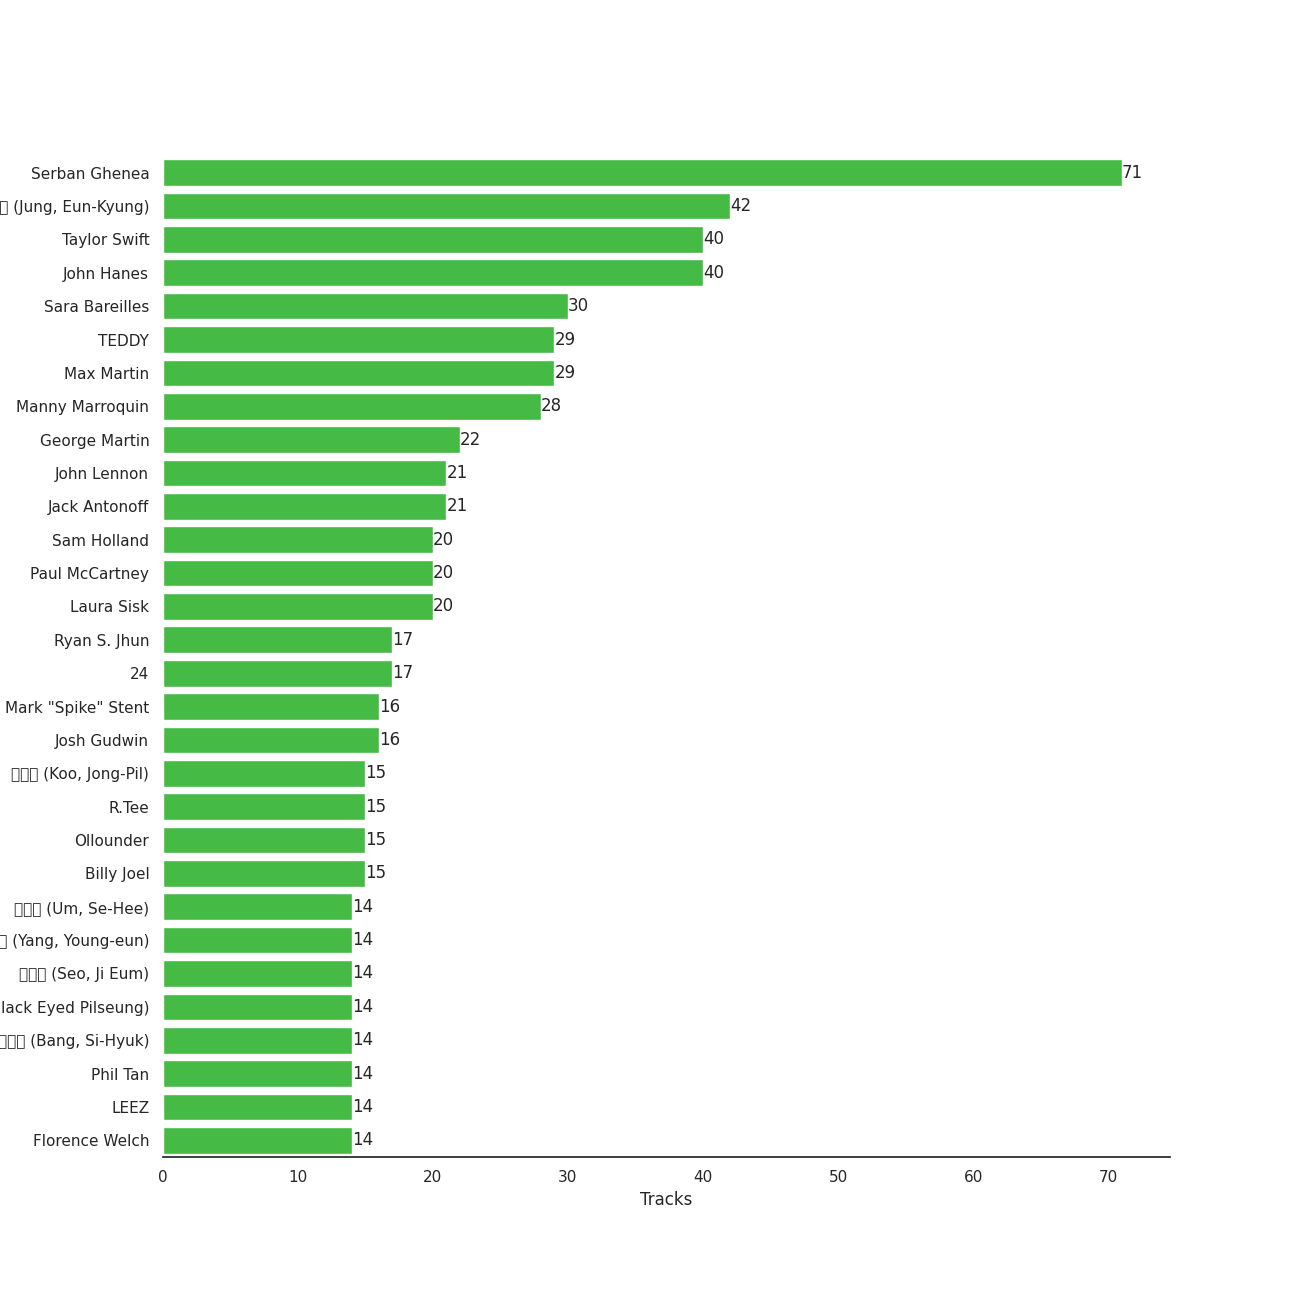 Serban Ghenea 71
(Jung, Eun-Kyung) 42
Taylor Swift 40
John Hanes 40
Sara Bareilles 30
TEDDY 29
Max Martin 29
Manny Marroquin 28
George Martin 22
John Lennon 21
Jack Antonoff 21
Sam Holland 20
Paul McCartney 20
Laura Sisk 20
Ryan S. Jhun 17
24 17
Mark "Spike" Stent 16
Josh Gudwin 16
(Koo, Jong-Pil) 15
R.Tee 15
Ollounder 15
Billy Joel 15
(Um, Se-Hee) 14
(Yang, Young-eun) 14
(Seo, Ji Eum) 14
lack Eyed Pilseung) 14
(Bang, Si-Hyuk) 14
Phil Tan 14
LEEZ 14
Florence Welch 14
0 10 20 30 40 50 60 70
Tracks